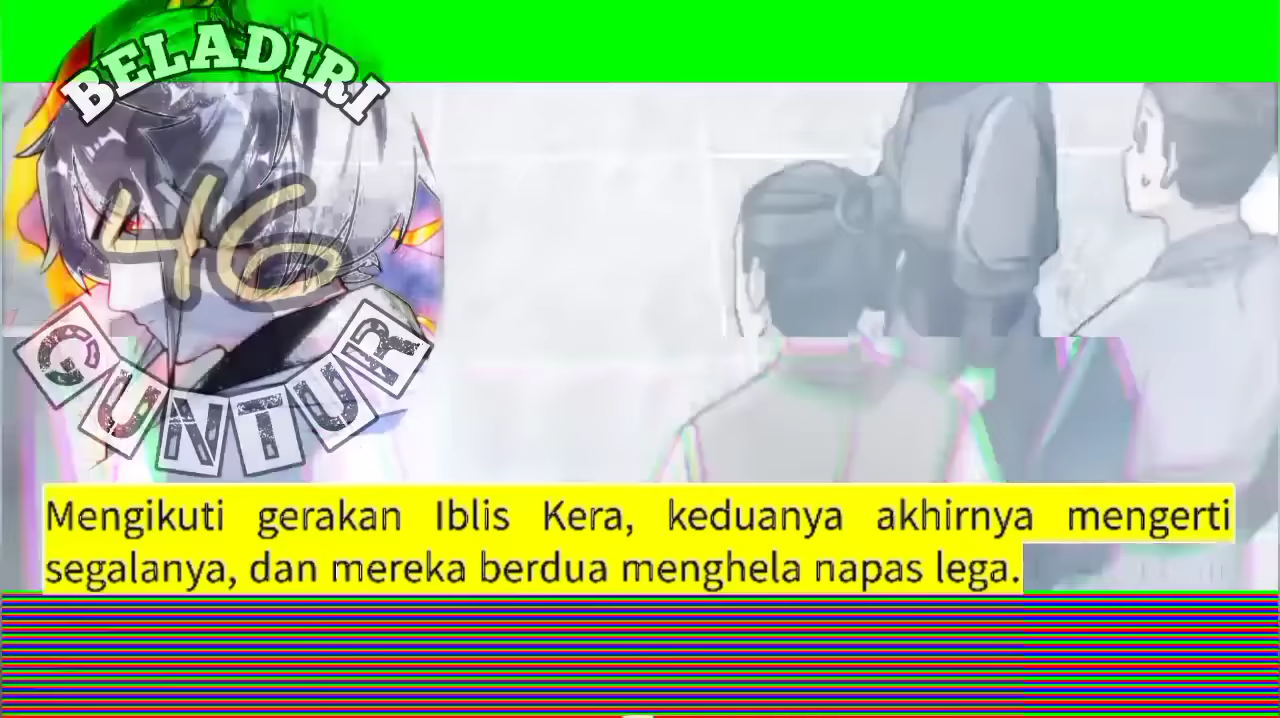 BELADIRI
46
GUNTUR
Mengikuti gerakan Iblis Kera, keduanya akhirnya mengerti
segalanya, dan mereka berdua menghela napas lega.